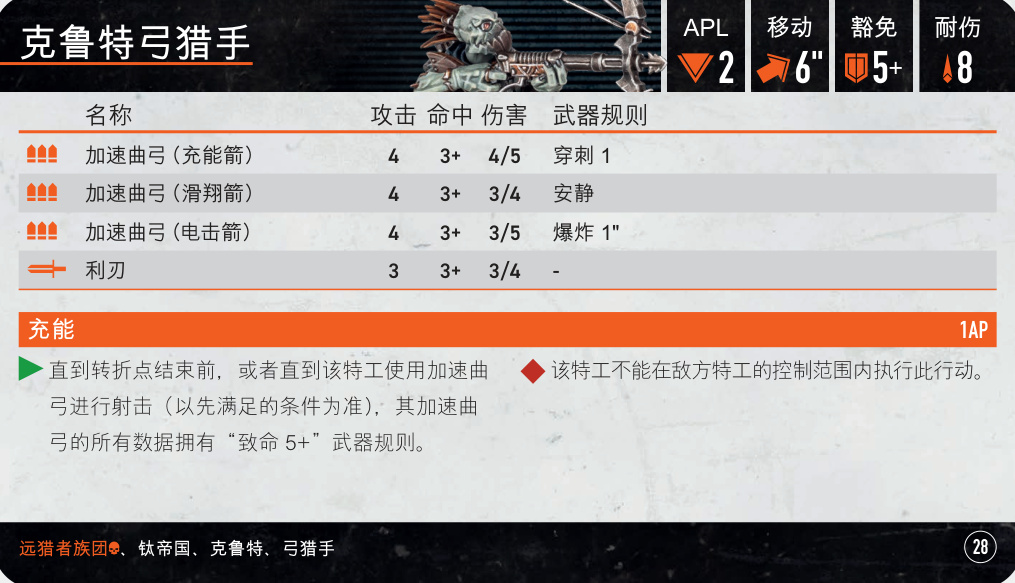 克鲁特弓猎手
APL 移动 豁免 耐伤
2 6" 5+ 8
名称 攻击 命中 伤害 武器规则
加速曲弓（充能箭） 4 3+ 4/5 穿刺 1
加速曲弓（滑翔箭） 4 3+ 3/4 安静
加速曲弓（电击箭） 4 3+ 3/5 爆炸 1"
利刃 3 3+ 3/4 -
充能 1AP
直到转折点结束前，或者直到该特工使用加速曲
弓进行射击（以先满足的条件为准），其加速曲
弓的所有数据拥有“致命 5+”武器规则。
该特工不能在敌方特工的控制范围内执行此行动。
远猎者族团、钛帝国、克鲁特、弓猎手
28